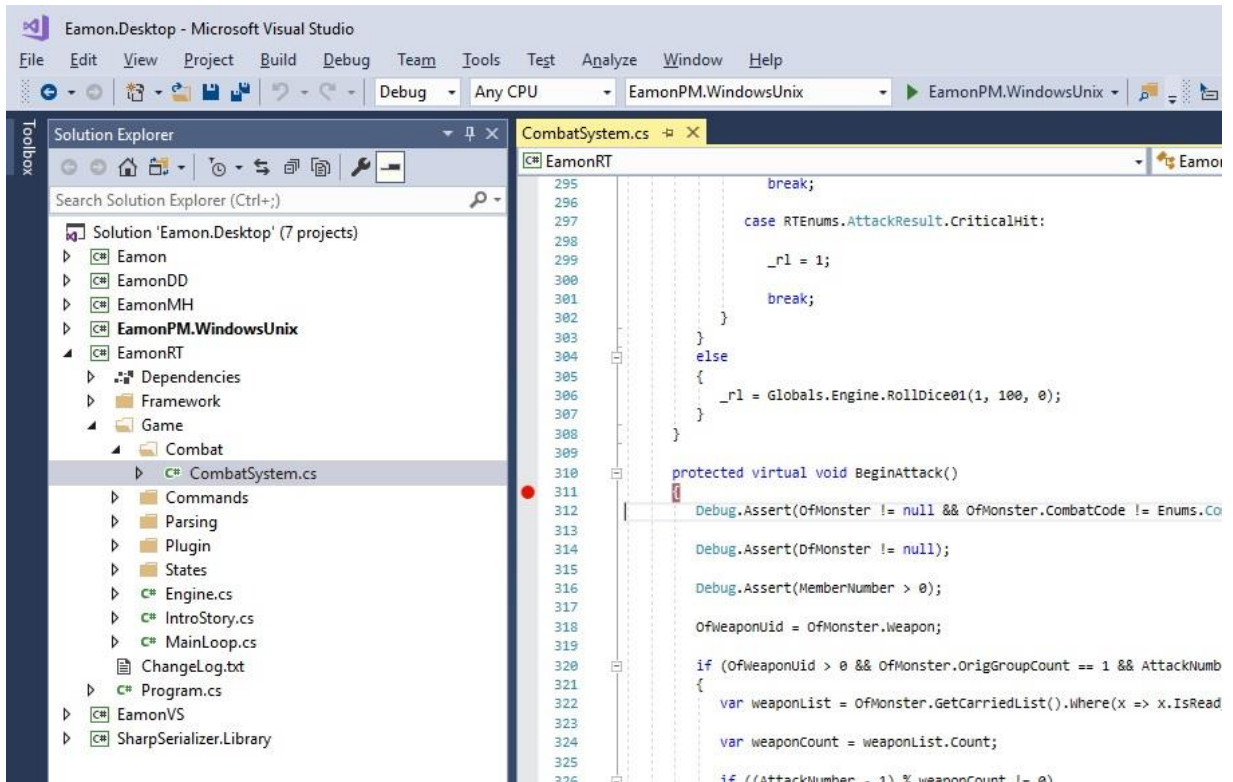 Eamon.Desktop - Microsoft Visual Studio
File Edit View Project Build Debug Team Tools Test Analyze Window Help
Debug Any CPU EamonPM.WindowsUnix EamonPM.WindowsUnix
Toolbox
Solution Explorer
Search Solution Explorer (Ctrl+;)
Solution 'Eamon.Desktop' (7 projects)
C# Eamon
C# EamonDD
C# EamonMH
C# EamonPM.WindowsUnix
C# EamonRT
Dependencies
Framework
Game
Combat
C# CombatSystem.cs
Commands
Parsing
Plugin
States
C# Engine.cs
C# IntroStory.cs
C# MainLoop.cs
ChangeLog.txt
C# Program.cs
C# EamonVS
C# SharpSerializer.Library
CombatSystem.cs
C# EamonRT Eamon
295 break;
296
297 case RTEnums.AttackResult.CriticalHit:
298
299 _rl = 1;
300
301 break;
302 }
303 }
304 else
305 {
306 _rl = Globals.Engine.RollDice01(1, 100, 0);
307 }
308 }
309
310 protected virtual void BeginAttack()
311 {
312 Debug.Assert(OfMonster != null && OfMonster.CombatCode != Enums.Co
313
314 Debug.Assert(DfMonster != null);
315
316 Debug.Assert(MemberNumber > 0);
317
318 OfWeaponUid = OfMonster.Weapon;
319
320 if (OfWeaponUid > 0 && OfMonster.OrigGroupCount == 1 && AttackNumb
321 {
322 var weaponList = OfMonster.GetCarriedList().Where(x => x.IsRead
323
324 var weaponCount = weaponList.Count;
325
326 if ((AttackNumber - 1) % weaponCount != 0)